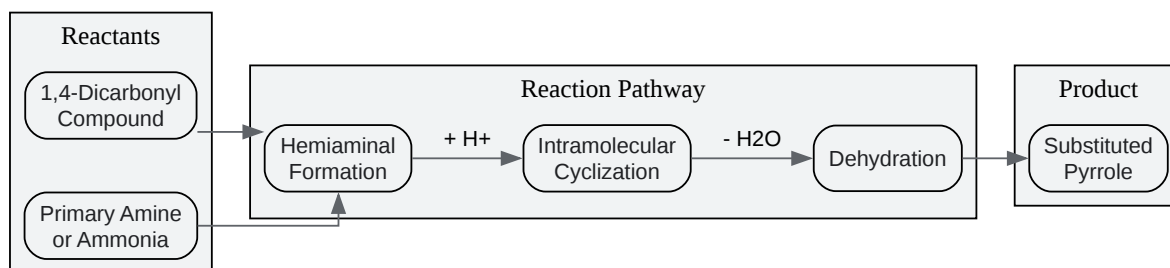 Reactants
1,4-Dicarbonyl
Compound
Primary Amine
or Ammonia
Reaction Pathway
Hemiaminal
Formation
+ H+
Intramolecular
Cyclization
- H2O
Dehydration
Product
Substituted
Pyrrole